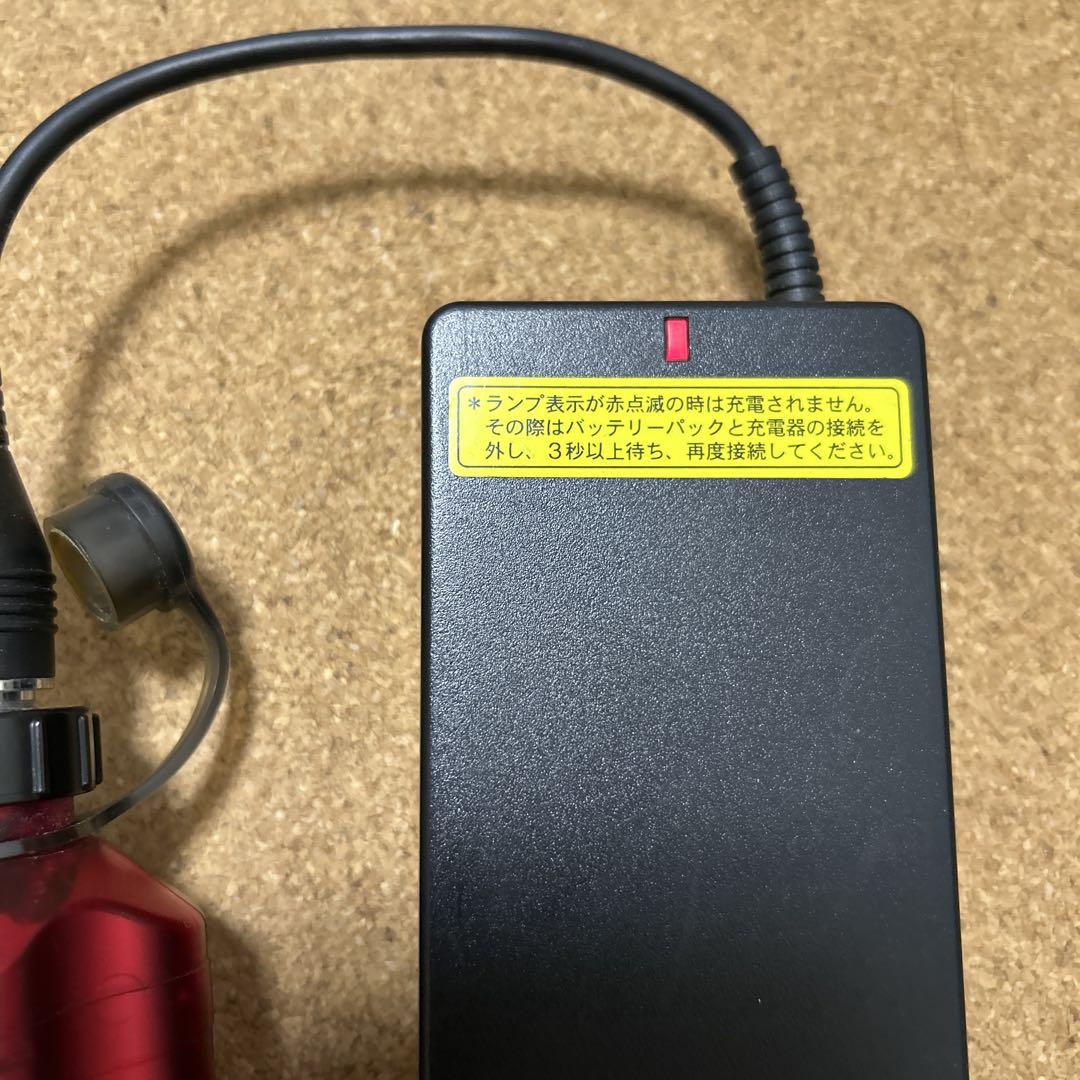 ＊ランプ表示が赤点滅の時は充電されません。
その際はバッテリーパックと充電器の接続を
外し、３秒以上待ち、再度接続してください。